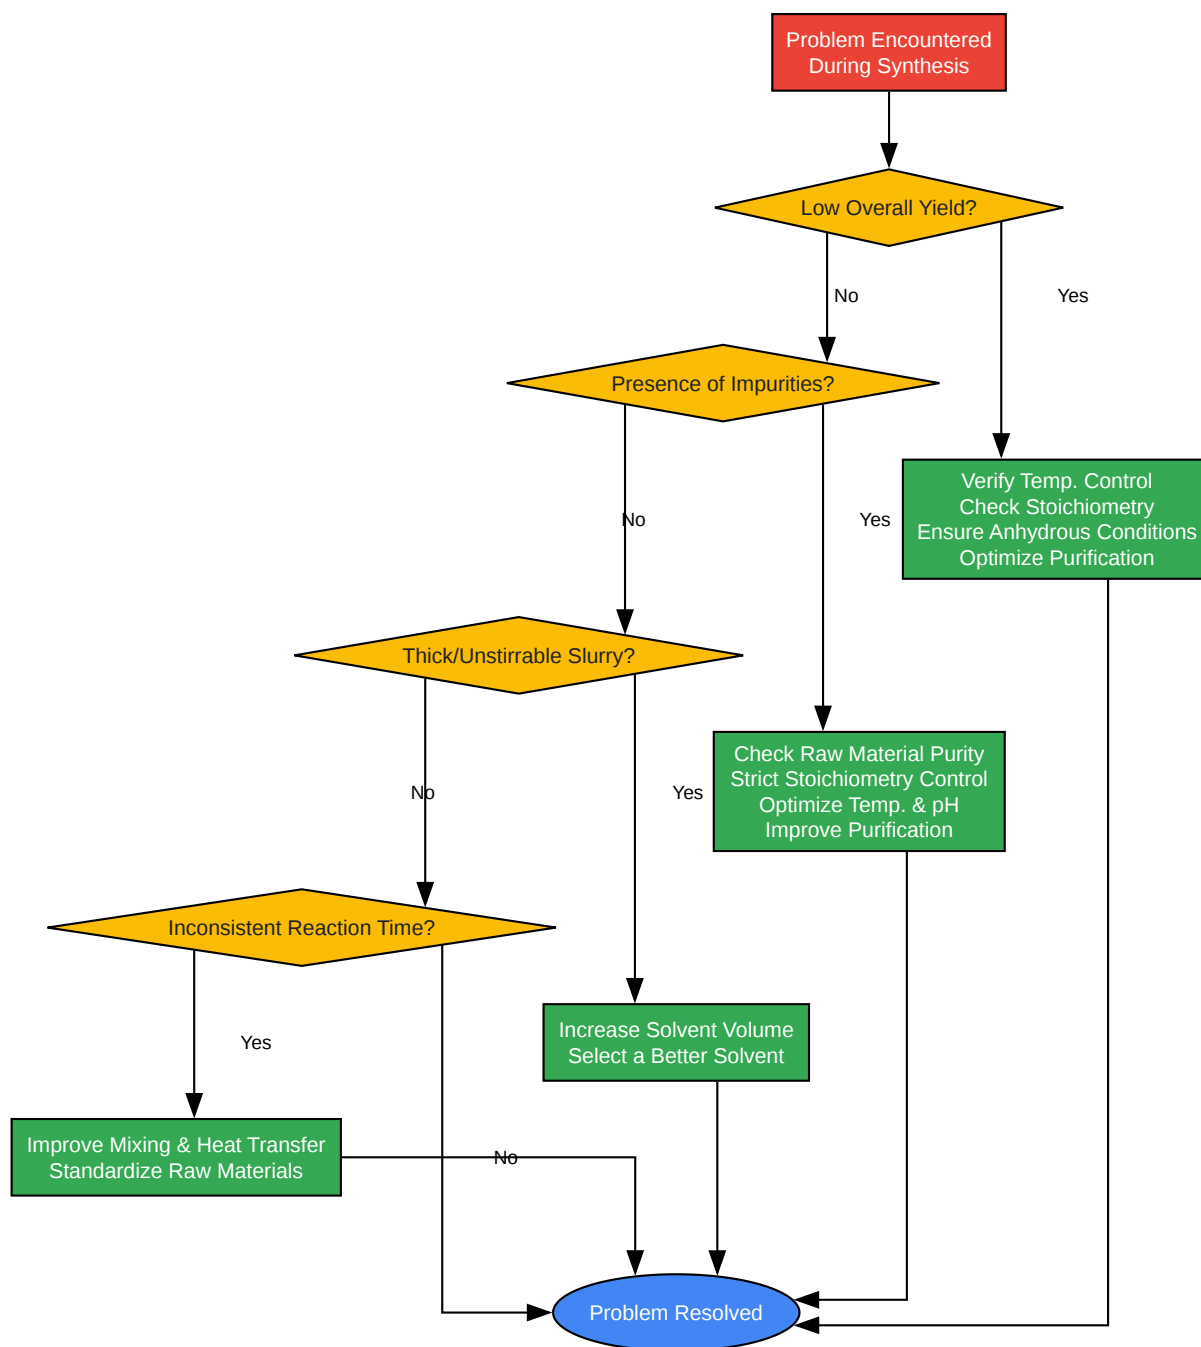 Problem Encountered
During Synthesis
Low Overall Yield?
No
Yes
Presence of Impurities?
Verify Temp. Control
Check Stoichiometry
Ensure Anhydrous Conditions
Optimize Purification
No
Yes
Thick/Unstirrable Slurry?
Check Raw Material Purity
Strict Stoichiometry Control
Optimize Temp. & pH
Improve Purification
No
Yes
Inconsistent Reaction Time?
Increase Solvent Volume
Select a Better Solvent
Yes
Improve Mixing & Heat Transfer
Standardize Raw Materials
No
Problem Resolved